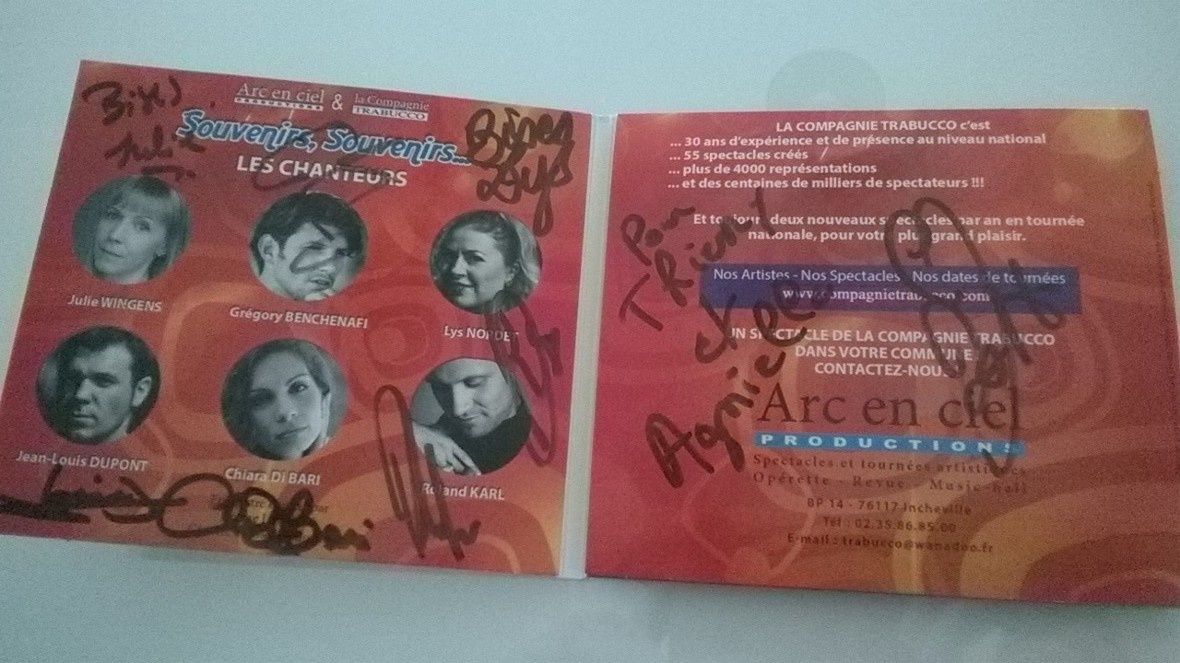 Arc en ciel & la Compagnie
PRODUCTIONS TRABUCCO
Souvenirs, Souvenirs...
LES CHANTEURS
Julie WINGENS
Grégory BENCHENAFI
Lys NORDET
Jean-Louis DUPONT
Chiara Di BARI
Roland KARL
Bises
Julie
Bises
Lys
LA COMPAGNIE TRABUCCO c'est
... 30 ans d'expérience et de présence au niveau national
... 55 spectacles créés
... plus de 4000 représentations
... et des centaines de milliers de spectateurs !!!
Et toujours deux nouveaux spectacles par an en tournée
nationale, pour votre plus grand plaisir.
Nos Artistes - Nos Spectacles - Nos dates de tournées
www.compagnietrabucco.com
UN SPECTACLE DE LA COMPAGNIE TRABUCCO
DANS VOTRE COMMUNE
CONTACTEZ-NOUS
Arc en ciel
PRODUCTIONS
Spectacles et tournées artistiques
Opérette - Revue - Music-hall
BP 14 - 76117 Incheville
Tél : 02.35.86.85.00
E-mail : trabucco@wanadoo.fr
Pour
Thierry